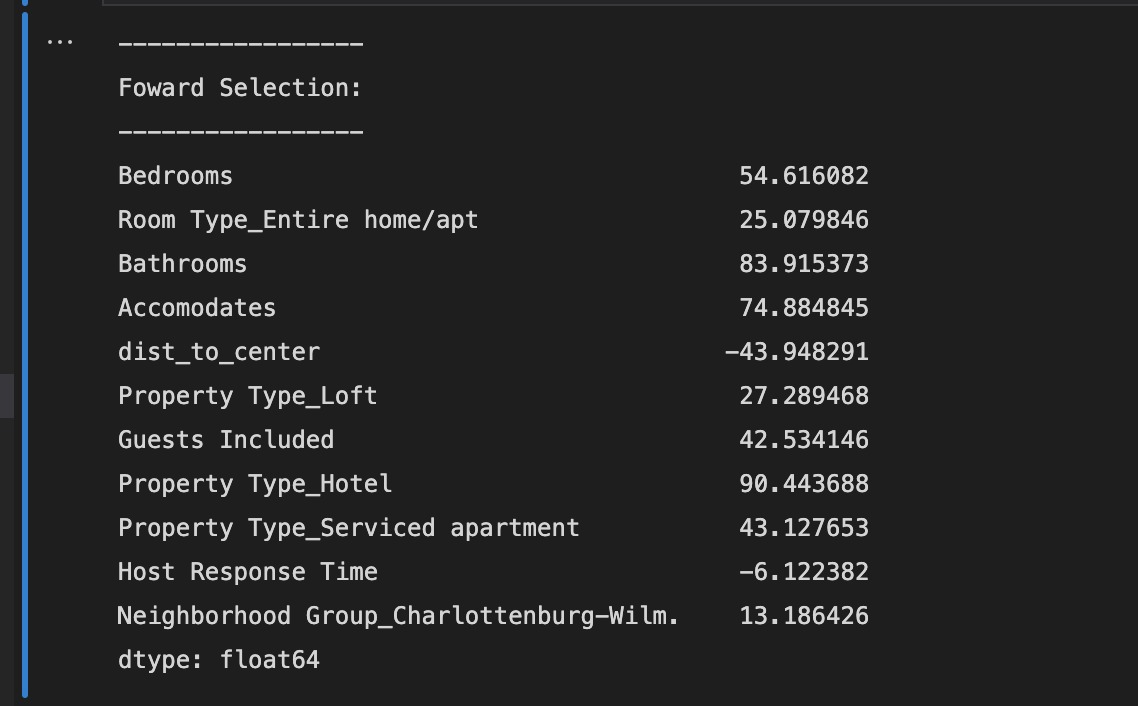 ...
-----------------
Foward Selection:
-----------------
Bedrooms 54.616082
Room Type_Entire home/apt 25.079846
Bathrooms 83.915373
Accomodates 74.884845
dist_to_center -43.948291
Property Type_Loft 27.289468
Guests Included 42.534146
Property Type_Hotel 90.443688
Property Type_Serviced apartment 43.127653
Host Response Time -6.122382
Neighborhood Group_Charlottenburg-Wilm. 13.186426
dtype: float64